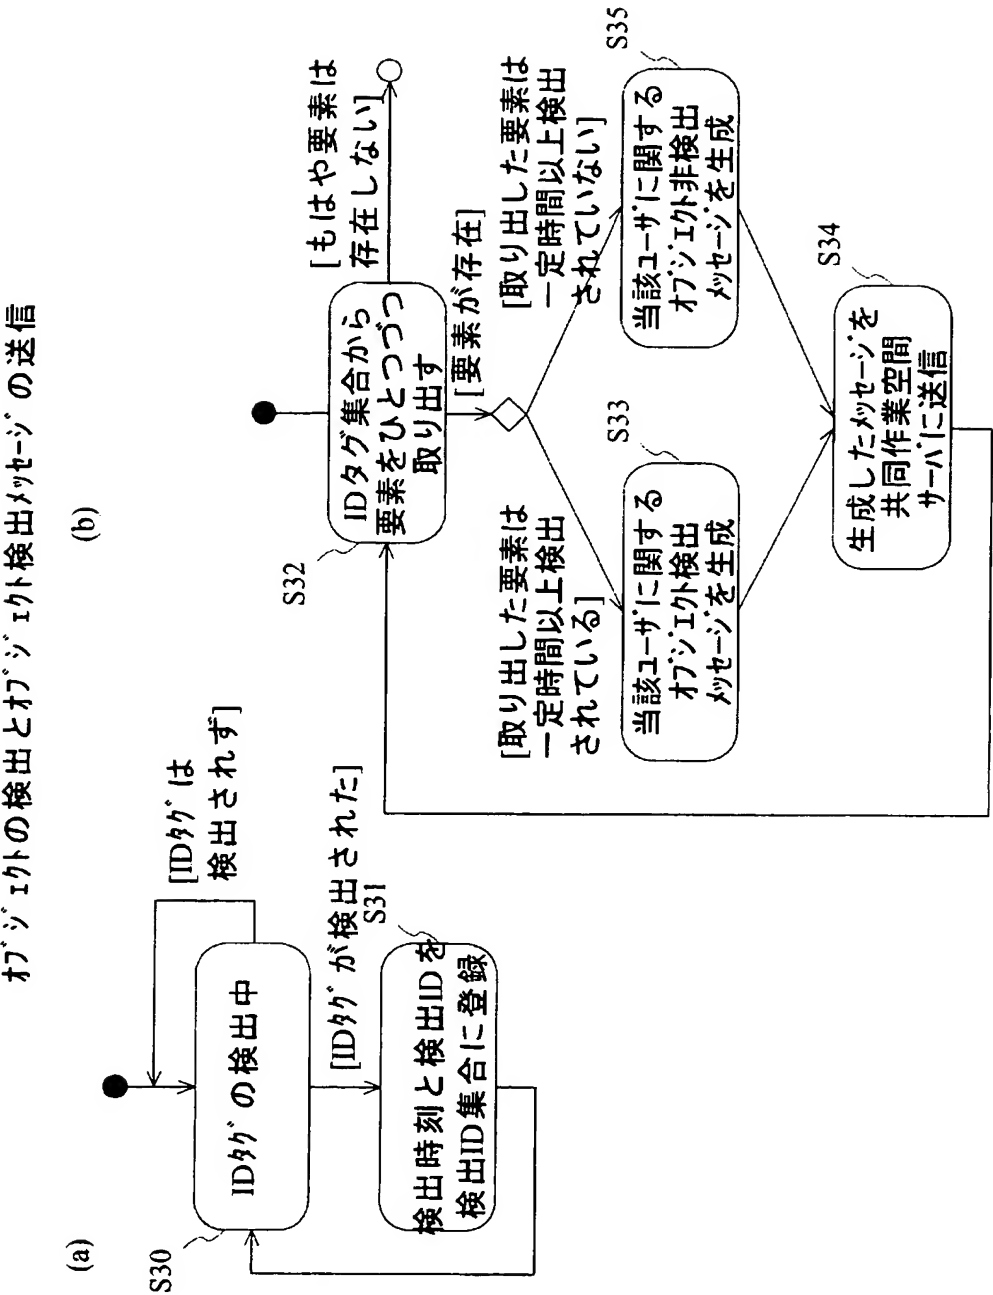 オブジェクトの検出とオブジェクト検出メッセージの送信
(a)
S30
IDタグの検出中
[IDタグは
検出されず]
[IDタグが検出された]
S31
検出時刻と検出IDを
検出ID集合に登録
(b)
S32
IDタグ集合から
要素をひとつづつ
取り出す
[もはや要素は
存在しない]
[要素が存在]
[取り出した要素は
一定時間以上検出
されている]
[取り出した要素は
一定時間以上検出
されていない]
S33
当該ユーザに関する
オブジェクト検出
メッセージを生成
S35
当該ユーザに関する
オブジェクト非検出
メッセージを生成
S34
生成したメッセージを
共同作業空間
サーバに送信